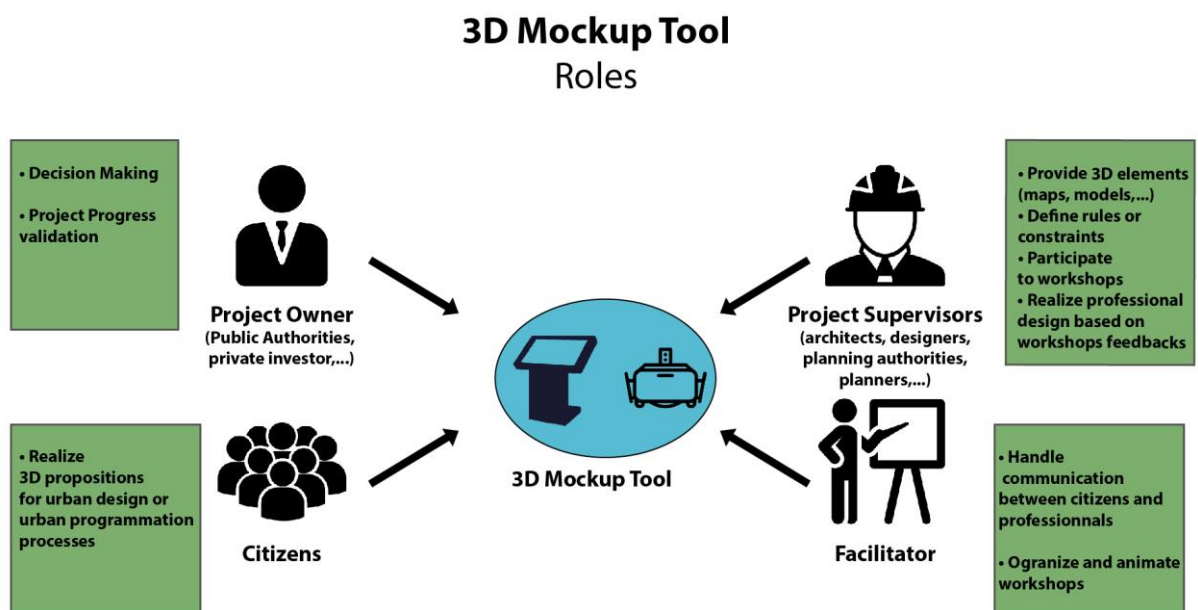 3D Mockup Tool
Roles
• Decision Making
• Project Progress
validation
Project Owner
(Public Authorities,
private investor,...)
Project Supervisors
(architects, designers,
planning authorities,
planners,...)
• Provide 3D elements
(maps, models,...)
• Define rules or
constraints
• Participate
to workshops
• Realize professional
design based on
workshops feedbacks
3D Mockup Tool
• Realize
3D propositions
for urban design or
urban programmation
processes
Citizens
Facilitator
• Handle
communication
between citizens and
professionnals
• Ogranize and animate
workshops